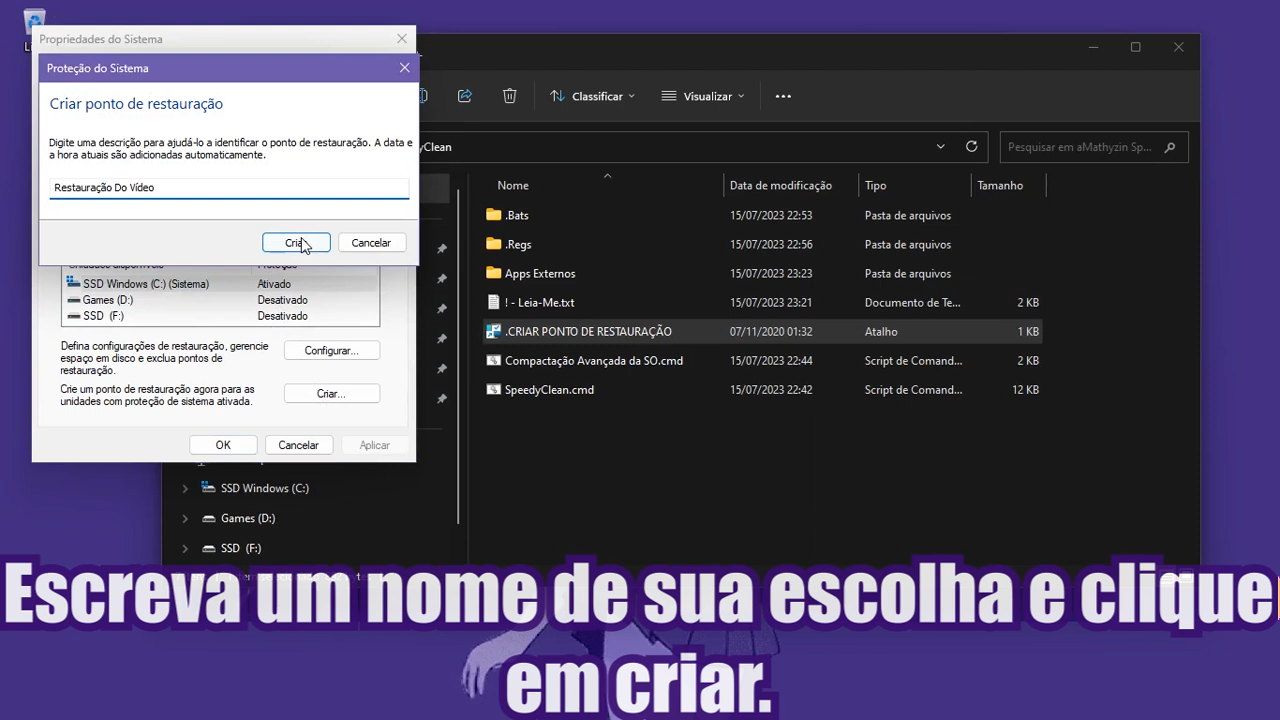 Propriedades do Sistema
Proteção do Sistema
Criar ponto de restauração
Digite uma descrição para ajudá-lo a identificar o ponto de restauração. A data e
a hora atuais são adicionadas automaticamente.
Restauração Do Vídeo
Cancelar
SSD Windows (C:) (Sistema) Ativado
Games (D:) Desativado
SSD (F:) Desativado
Defina configurações de restauração, gerencie
espaço em disco e exclua pontos de
restauração.
Configurar...
Crie um ponto de restauração agora para as
unidades com proteção de sistema ativada.
Criar...
OK Cancelar Aplicar
Classificar Visualizar
Pesquisar em aMathyzin Sp...
Nome Data de modificação Tipo Tamanho
.Bats 15/07/2023 22:53 Pasta de arquivos
.Regs 15/07/2023 22:56 Pasta de arquivos
Apps Externos 15/07/2023 23:23 Pasta de arquivos
! - Leia-Me.txt 15/07/2023 23:21 Documento de Te... 2 KB
.CRIAR PONTO DE RESTAURAÇÃO 07/11/2020 01:32 Atalho 1 KB
Compactação Avançada da SO.cmd 15/07/2023 22:44 Script de Comand... 2 KB
SpeedyClean.cmd 15/07/2023 22:42 Script de Comand... 12 KB
SSD Windows (C:)
Games (D:)
SSD (F:)
Escreva um nome de sua escolha e clique
em criar.